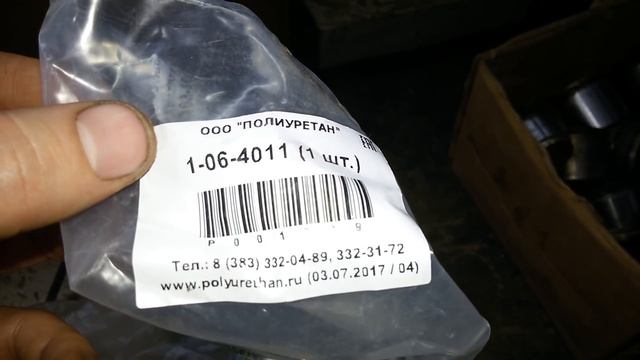 ООО "ПОЛИУРЕТАН"
EAC
1-06-4011 (1 шт.)
Тел.: 8 (383) 332-04-89, 332-31-72
www.polyurethan.ru (03.07.2017 / 04)